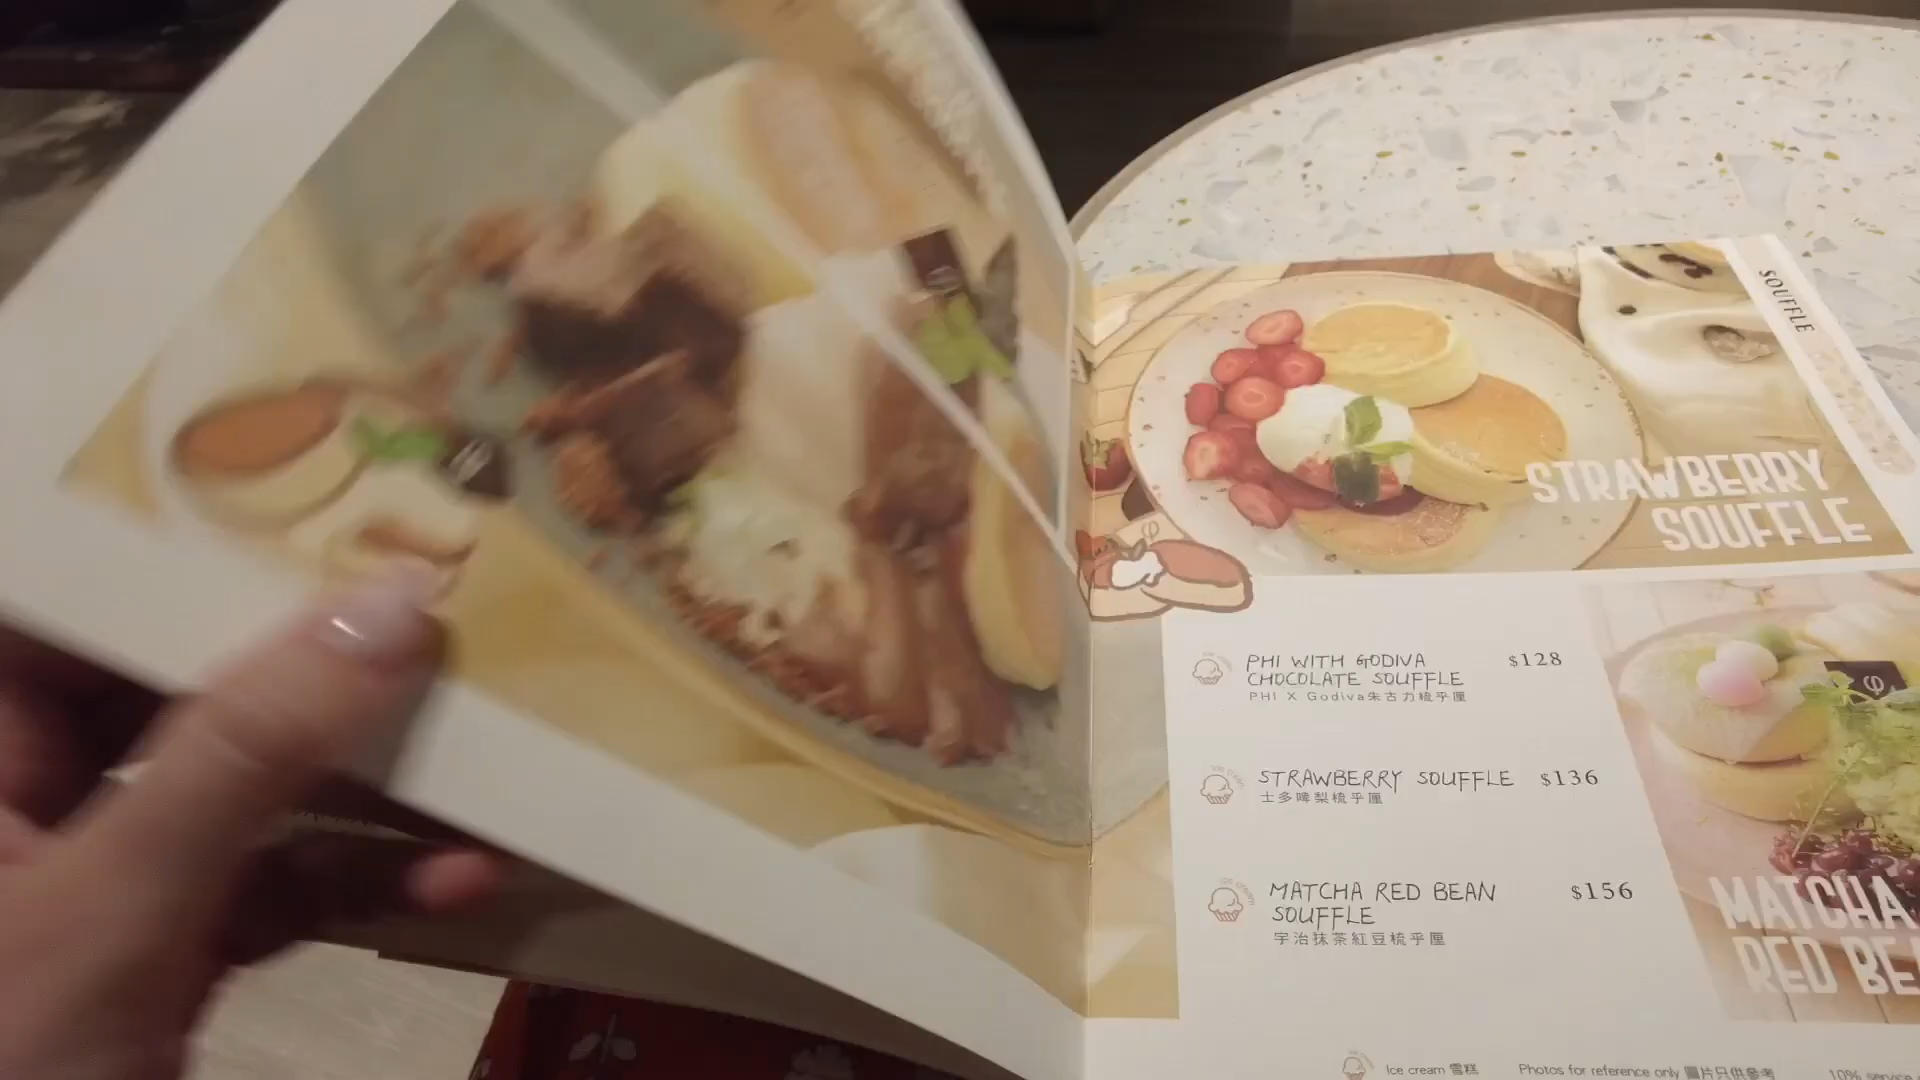 SOUFFLE
STRAWBERRY
SOUFFLE
PHI WITH GODIVA
CHOCOLATE SOUFFLE
$128
PHI X Godiva朱古力梳乎厘
STRAWBERRY SOUFFLE $136
士多啤梨梳乎厘
MATCHA RED BEAN
SOUFFLE
$156
宇治抹茶紅豆梳乎厘
MATCHA
RED BEA
Ice cream 雪糕
Photos for reference only 圖片只供參考
10% service